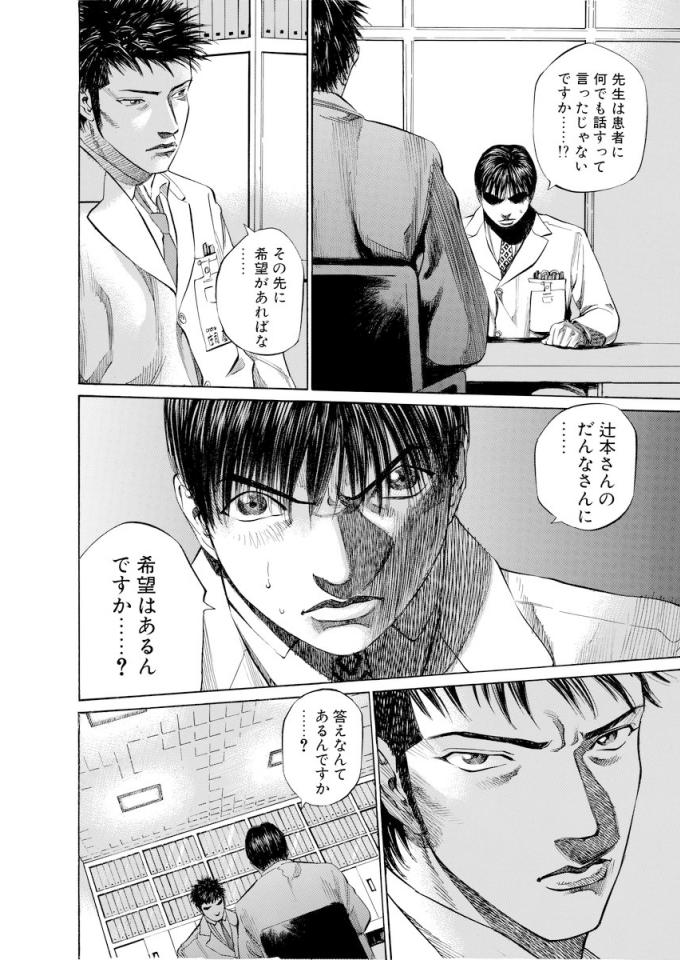 先生は患者に
何でも話すって
言ったじゃない
ですか……!?
その先に
希望があればな
……
辻本さんの
だんなさんに
……
希望はあるん
ですか……?
答えなんて
あるんですか
……?